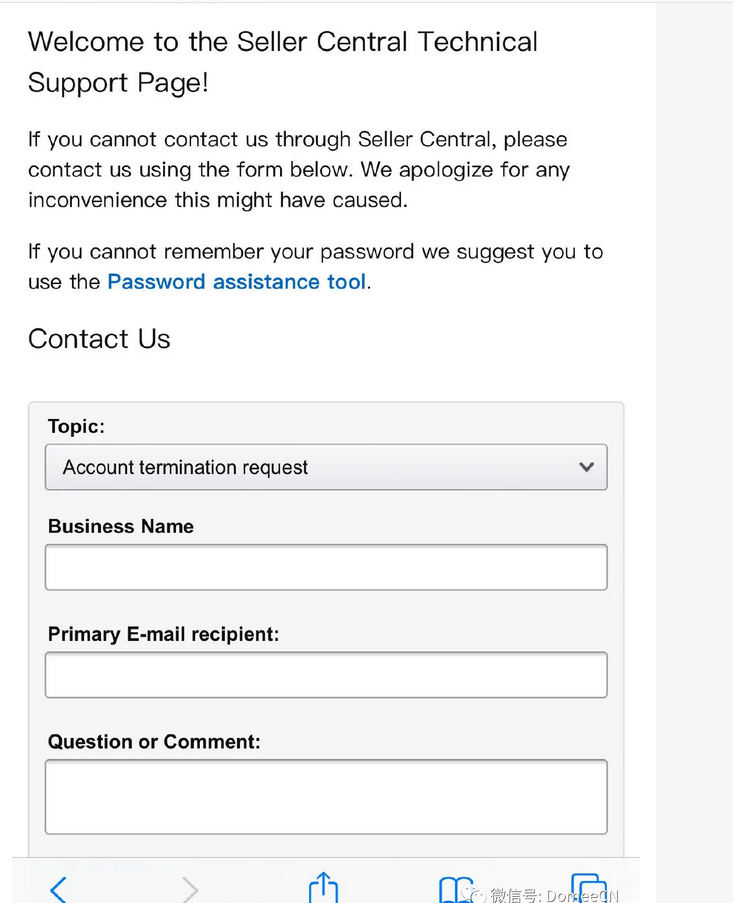 Welcome to the Seller Central Technical
Support Page!
If you cannot contact us through Seller Central, please
contact us using the form below. We apologize for any
inconvenience this might have caused.
If you cannot remember your password we suggest you to
use the Password assistance tool.
Contact Us
Topic:
Account termination request
Business Name
Primary E-mail recipient:
Question or Comment:
微信号: DomeeCN